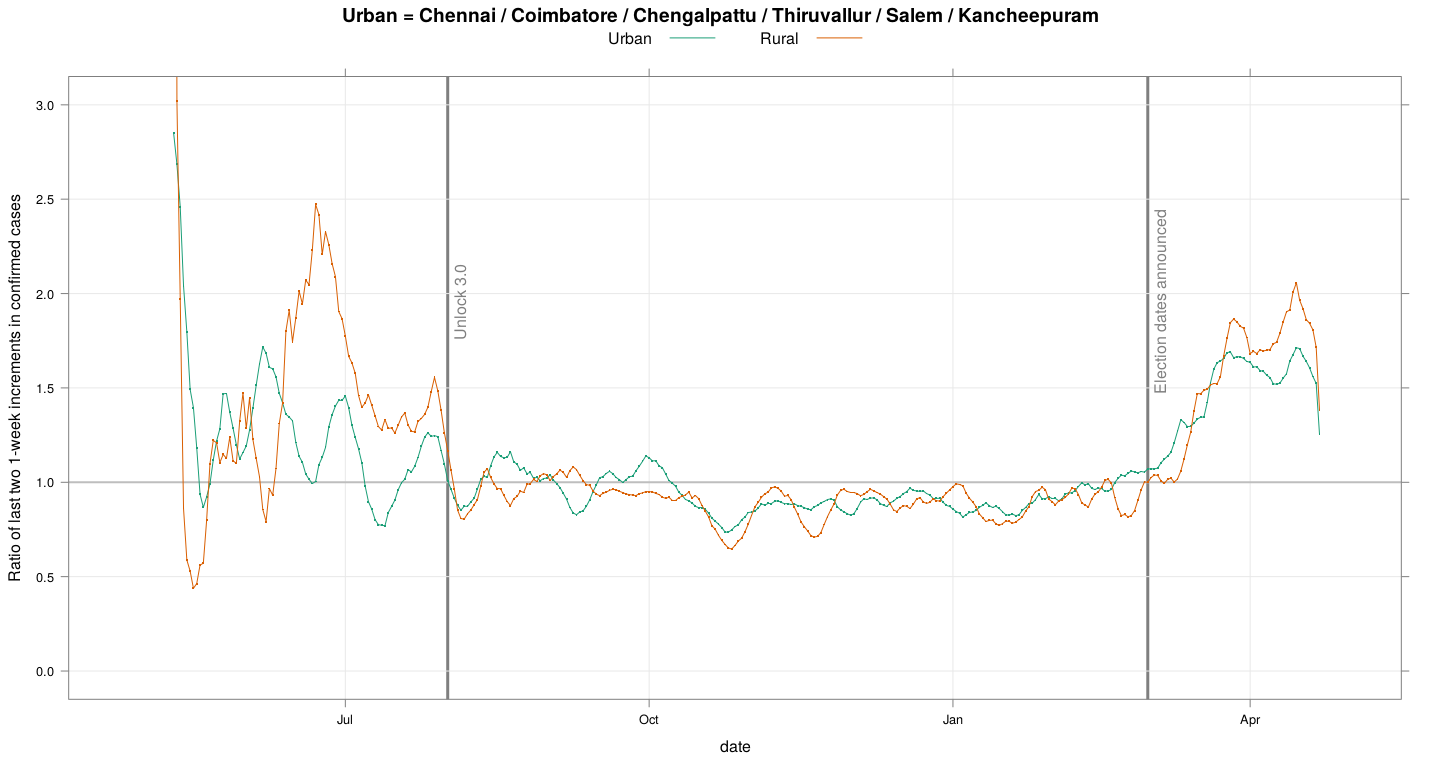 Urban = Chennai / Coimbatore / Chengalpattu / Thiruvallur / Salem / Kancheepuram
Urban
Rural
Ratio of last two 1-week increments in confirmed cases
3.0
2.5
2.0
1.5
1.0
0.5
0.0
Unlock 3.0
Election dates announced
Jul
Oct
Jan
Apr
date